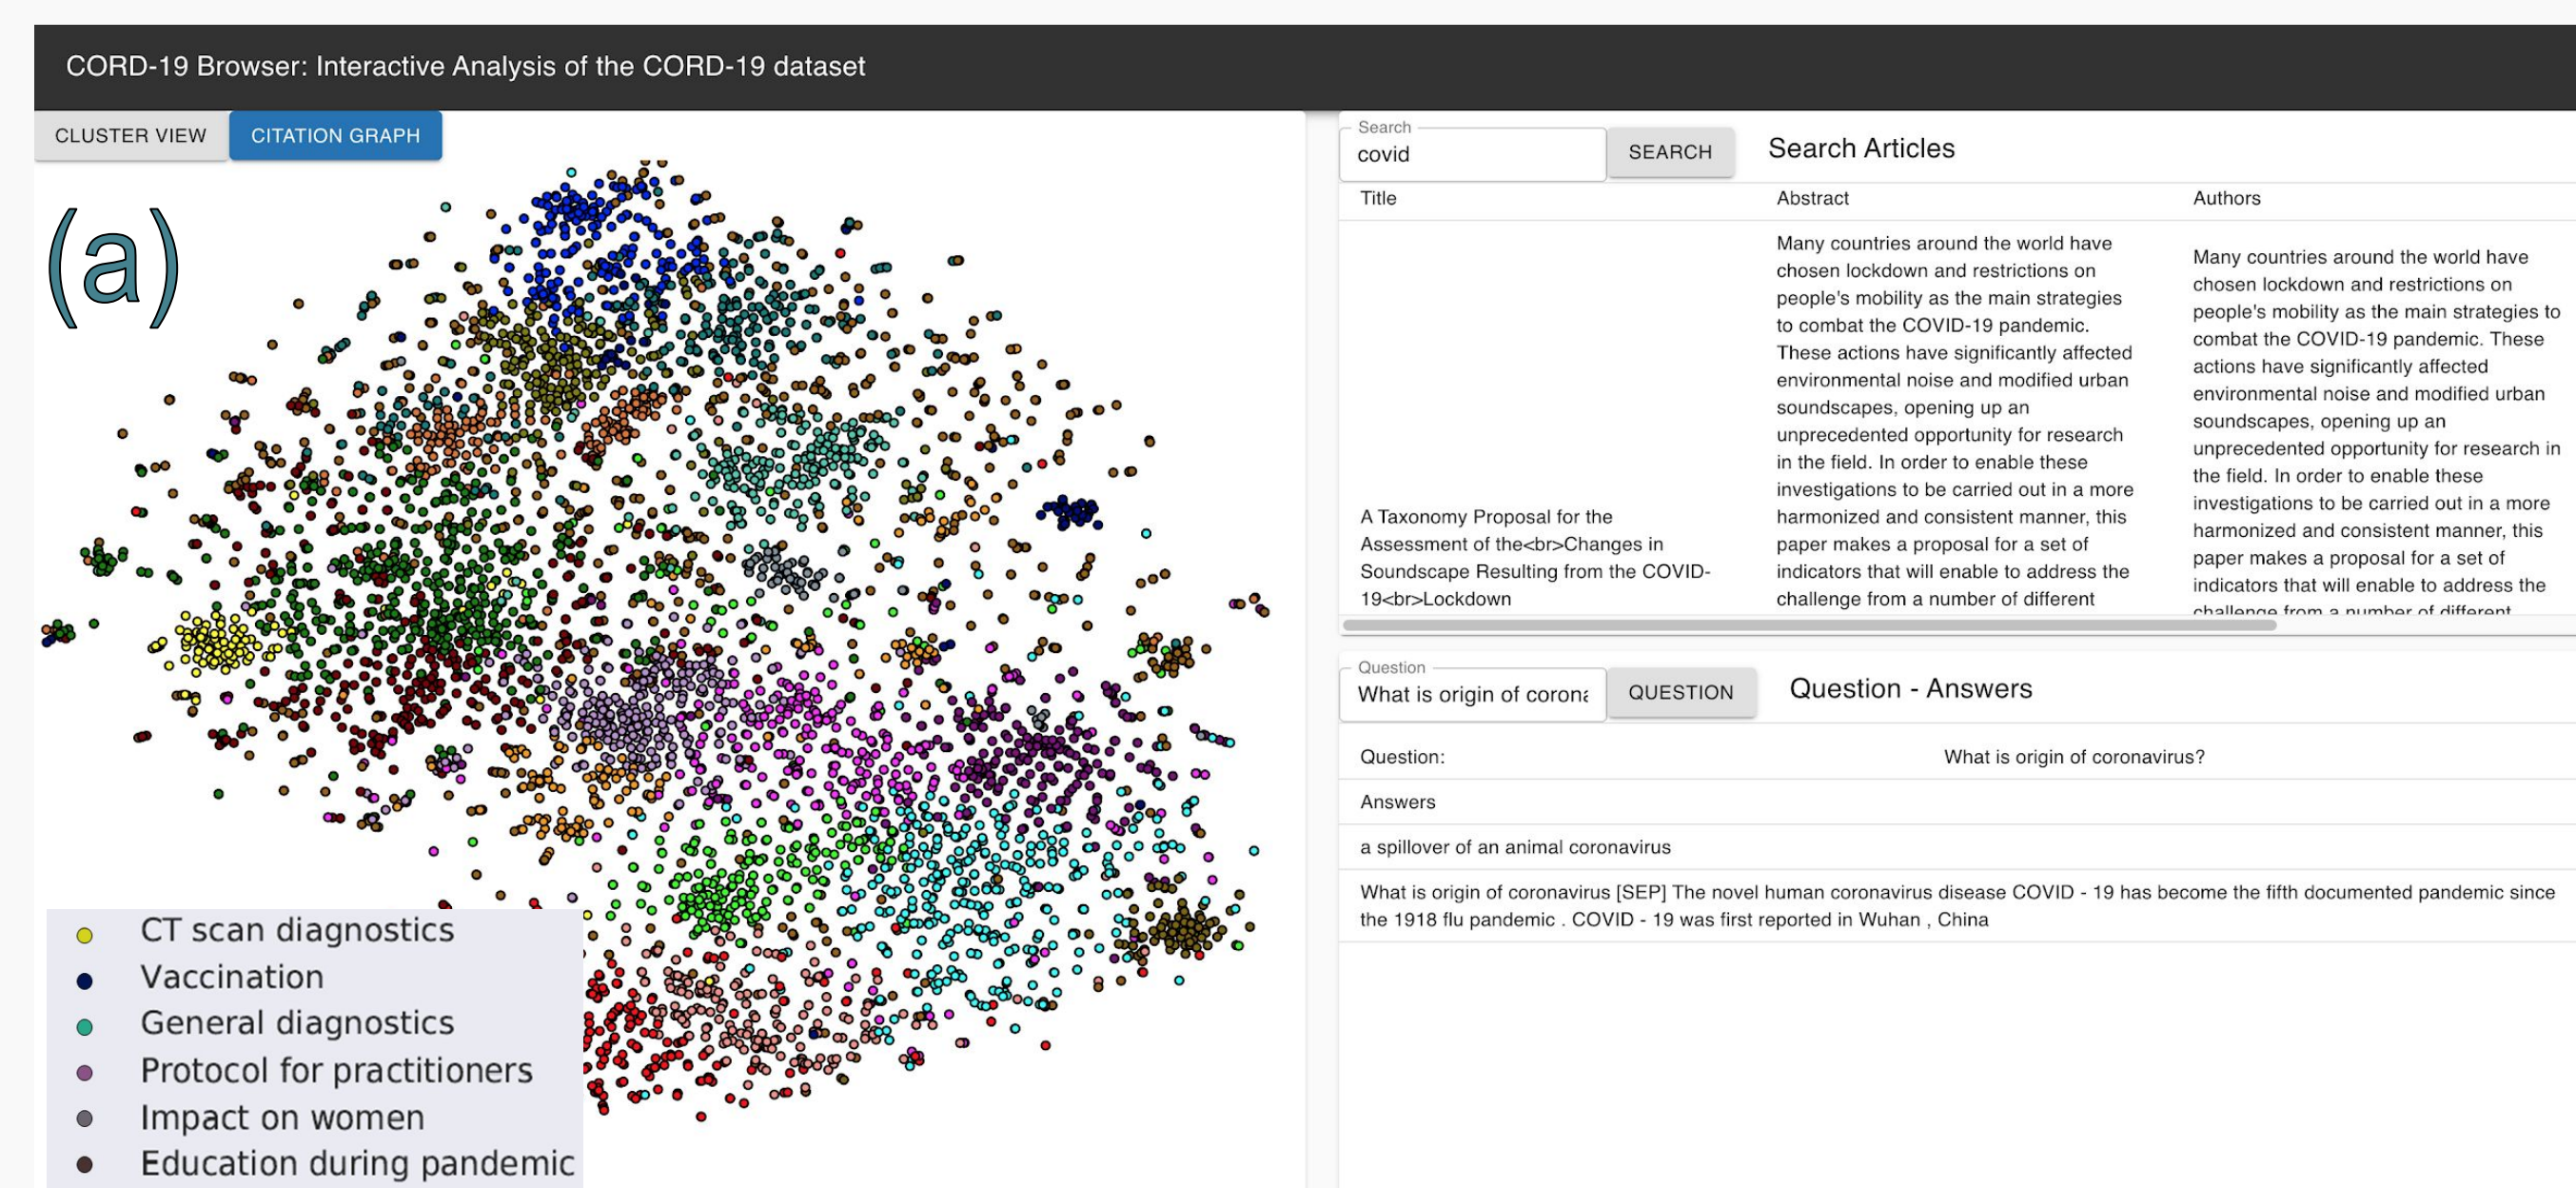 CORD-19 Browser: Interactive Analysis of the CORD-19 dataset
CLUSTER VIEW
CITATION GRAPH
(a)
CT scan diagnostics
Vaccination
General diagnostics
Protocol for practitioners
Impact on women
Education during pandemic
Search
covid
SEARCH
Search Articles
Title
Abstract
Authors
A Taxonomy Proposal for the
Assessment of the<br>Changes in
Soundscape Resulting from the COVID-
19<br>Lockdown
Many countries around the world have
chosen lockdown and restrictions on
people's mobility as the main strategies
to combat the COVID-19 pandemic.
These actions have significantly affected
environmental noise and modified urban
soundscapes, opening up an
unprecedented opportunity for research
in the field. In order to enable these
investigations to be carried out in a more
harmonized and consistent manner, this
paper makes a proposal for a set of
indicators that will enable to address the
challenge from a number of different
Many countries around the world have
chosen lockdown and restrictions on
people's mobility as the main strategies to
combat the COVID-19 pandemic. These
actions have significantly affected
environmental noise and modified urban
soundscapes, opening up an
unprecedented opportunity for research in
the field. In order to enable these
investigations to be carried out in a more
harmonized and consistent manner, this
paper makes a proposal for a set of
indicators that will enable to address the
challenge from a number of different
Question
What is origin of corona
QUESTION
Question - Answers
Question:
What is origin of coronavirus?
Answers
a spillover of an animal coronavirus
What is origin of coronavirus [SEP] The novel human coronavirus disease COVID - 19 has become the fifth documented pandemic since
the 1918 flu pandemic . COVID - 19 was first reported in Wuhan , China